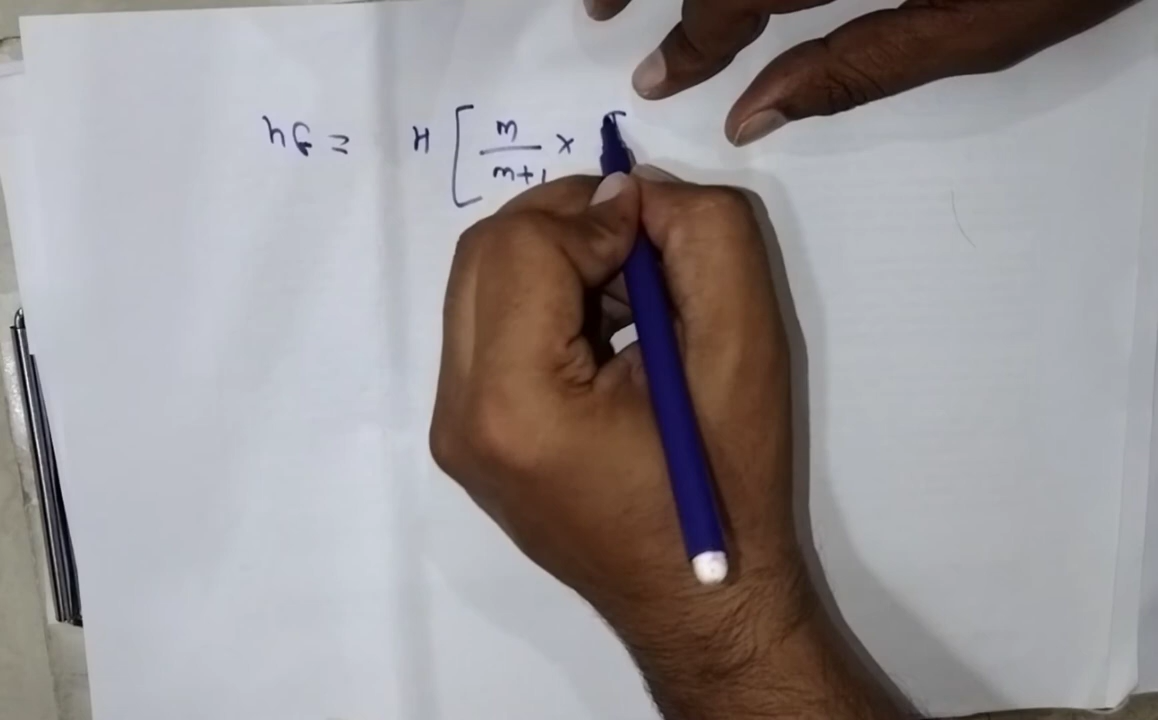 hf = H [ m / m+1 ×